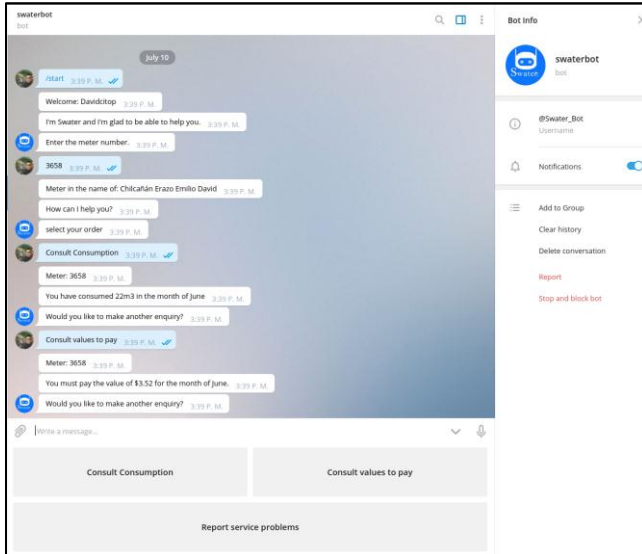 swaterbot
bot
July 10
/start 3:39 P. M.
Welcome: Davidcitop 3:39 P. M.
I'm Swater and I'm glad to be able to help you. 3:39 P. M.
Enter the meter number. 3:39 P. M.
3658 3:39 P. M.
Meter in the name of: Chilcañán Erazo Emilio David 3:39 P. M.
How can I help you? 3:39 P. M.
select your order 3:39 P. M.
Consult Consumption 3:39 P. M.
Meter: 3658 3:39 P. M.
You have consumed 22m3 in the month of June 3:39 P. M.
Would you like to make another enquiry? 3:39 P. M.
Consult values to pay 3:39 P. M.
Meter: 3658 3:39 P. M.
You must pay the value of $3.52 for the month of June. 3:39 P. M.
Would you like to make another enquiry? 3:39 P. M.
Write a message...
Consult Consumption
Consult values to pay
Report service problems
Bot Info
Swater
swaterbot
bot
@Swater_Bot
Username
Notifications
Add to Group
Clear history
Delete conversation
Report
Stop and block bot